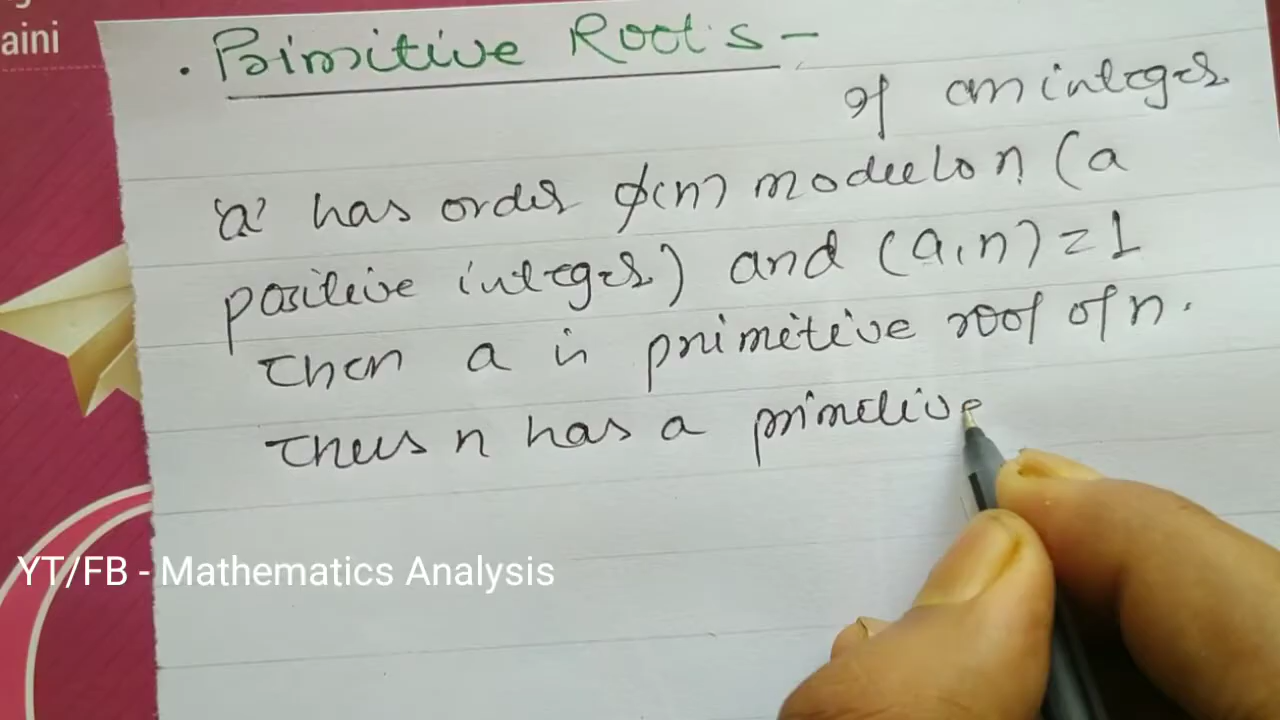 aini
. Primitive Roots -
of an integer
'a' has order ϕ(n) modulo n (a
positive integer) and (a,n)=1
Then a is primitive root of n.
Thus n has a primitive
YT/FB - Mathematics Analysis